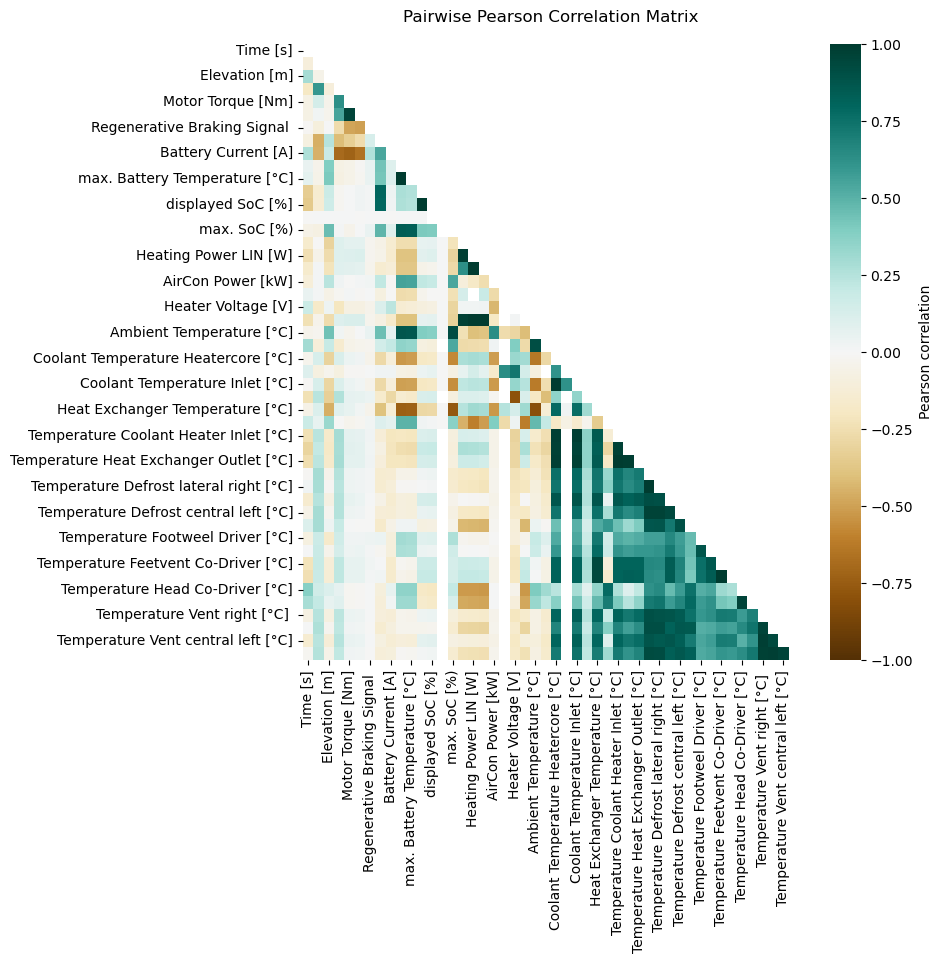 Pairwise Pearson Correlation Matrix
Time [s]
Elevation [m]
Motor Torque [Nm]
Regenerative Braking Signal
Battery Current [A]
max. Battery Temperature [°C]
displayed SoC [%]
max. SoC [%)
Heating Power LIN [W]
AirCon Power [kW]
Heater Voltage [V]
Ambient Temperature [°C]
Coolant Temperature Heatercore [°C]
Coolant Temperature Inlet [°C]
Heat Exchanger Temperature [°C]
Temperature Coolant Heater Inlet [°C]
Temperature Heat Exchanger Outlet [°C]
Temperature Defrost lateral right [°C]
Temperature Defrost central left [°C]
Temperature Footweel Driver [°C]
Temperature Feetvent Co-Driver [°C]
Temperature Head Co-Driver [°C]
Temperature Vent right [°C]
Temperature Vent central left [°C]
Time [s]
Elevation [m]
Motor Torque [Nm]
Regenerative Braking Signal
Battery Current [A]
max. Battery Temperature [°C]
displayed SoC [%]
max. SoC [%)
Heating Power LIN [W]
AirCon Power [kW]
Heater Voltage [V]
Ambient Temperature [°C]
Coolant Temperature Heatercore [°C]
Coolant Temperature Inlet [°C]
Heat Exchanger Temperature [°C]
Temperature Coolant Heater Inlet [°C]
Temperature Heat Exchanger Outlet [°C]
Temperature Defrost lateral right [°C]
Temperature Defrost central left [°C]
Temperature Footweel Driver [°C]
Temperature Feetvent Co-Driver [°C]
Temperature Head Co-Driver [°C]
Temperature Vent right [°C]
Temperature Vent central left [°C]
1.00
0.75
0.50
0.25
0.00
−0.25
−0.50
−0.75
−1.00
Pearson correlation